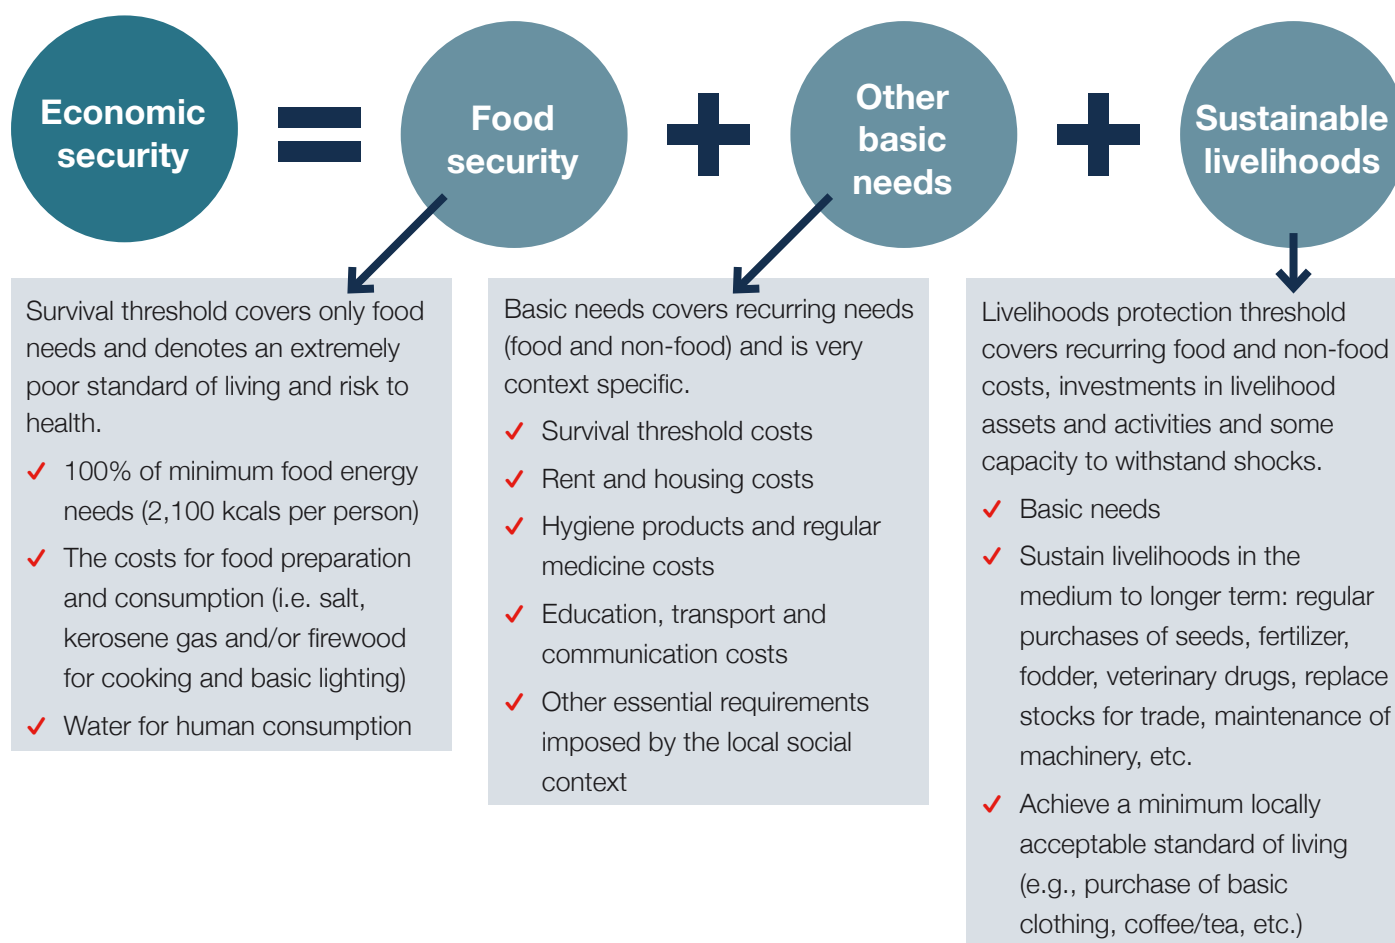 Economic
security
=
Food
security
+
Other
basic
needs
+
Sustainable
livelihoods
Survival threshold covers only food
needs and denotes an extremely
poor standard of living and risk to
health.
✓ 100% of minimum food energy
needs (2,100 kcals per person)
✓ The costs for food preparation
and consumption (i.e. salt,
kerosene gas and/or firewood
for cooking and basic lighting)
✓ Water for human consumption
Basic needs covers recurring needs
(food and non-food) and is very
context specific.
✓ Survival threshold costs
✓ Rent and housing costs
✓ Hygiene products and regular
medicine costs
✓ Education, transport and
communication costs
✓ Other essential requirements
imposed by the local social
context
Livelihoods protection threshold
covers recurring food and non-food
costs, investments in livelihood
assets and activities and some
capacity to withstand shocks.
✓ Basic needs
✓ Sustain livelihoods in the
medium to longer term: regular
purchases of seeds, fertilizer,
fodder, veterinary drugs, replace
stocks for trade, maintenance of
machinery, etc.
✓ Achieve a minimum locally
acceptable standard of living
(e.g., purchase of basic
clothing, coffee/tea, etc.)